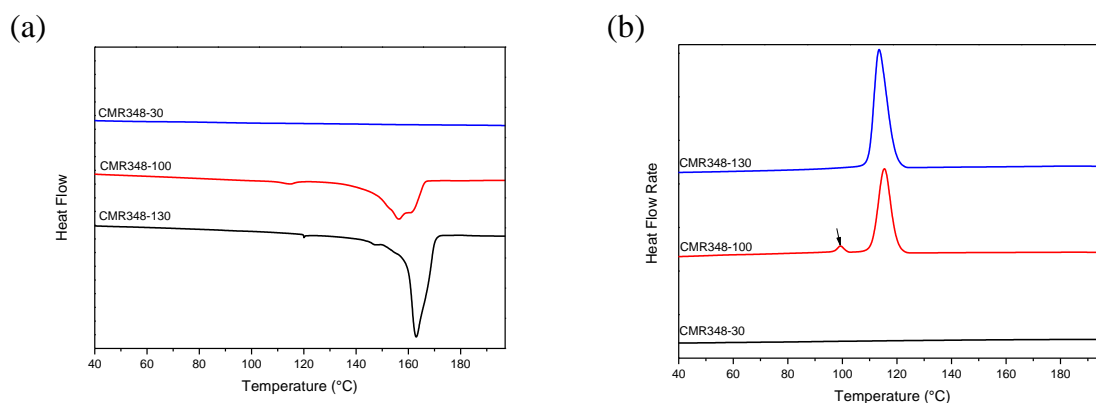 (a)
CMR348-30
CMR348-100
CMR348-130
Heat Flow
40 60 80 100 120 140 160 180
Temperature (°C)
(b)
CMR348-130
CMR348-100
CMR348-30
Heat Flow Rate
40 60 80 100 120 140 160 180
Temperature (°C)